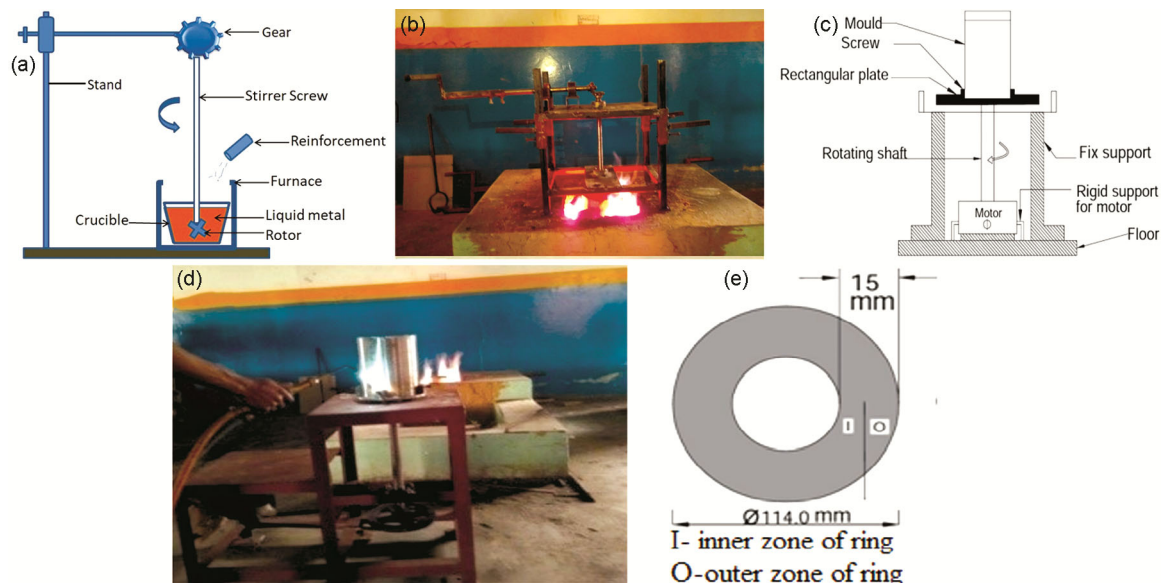 (a)
Gear
Stand
Stirrer Screw
Reinforcement
Furnace
Crucible
Liquid metal
Rotor
(b)
(c)
Mould
Screw
Rectangular plate
Rotating shaft
Fix support
Motor
Rigid support
for motor
Floor
(d)
(e)
15
mm
I
O
Ø114.0 mm
I- inner zone of ring
O-outer zone of ring